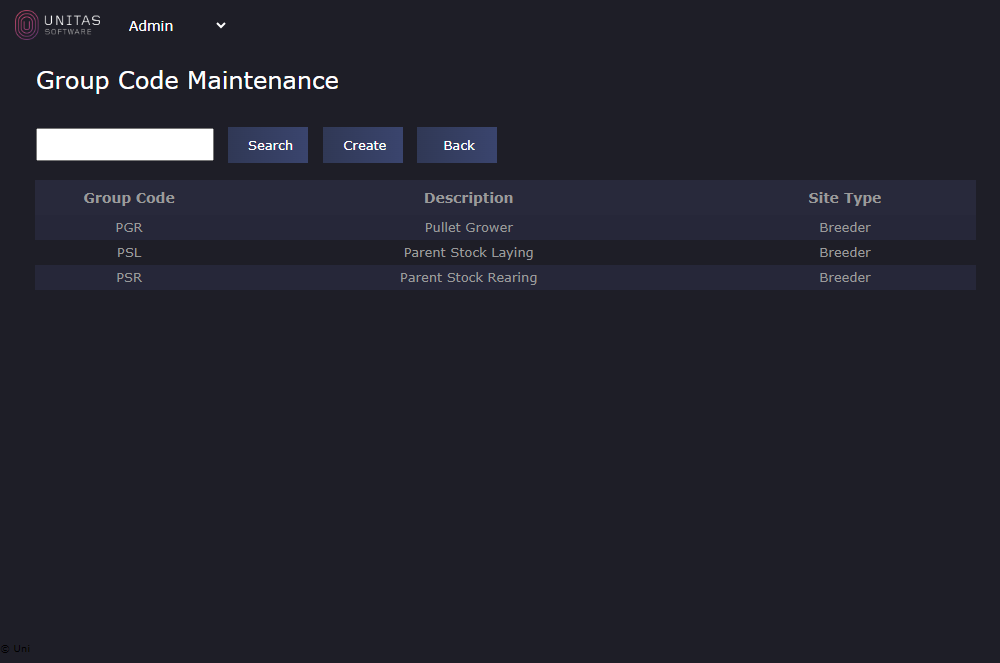 UNITAS
SOFTWARE
Admin
Group Code Maintenance
Search Create Back
Group Code Description Site Type
PGR Pullet Grower Breeder
PSL Parent Stock Laying Breeder
PSR Parent Stock Rearing Breeder
© Uni